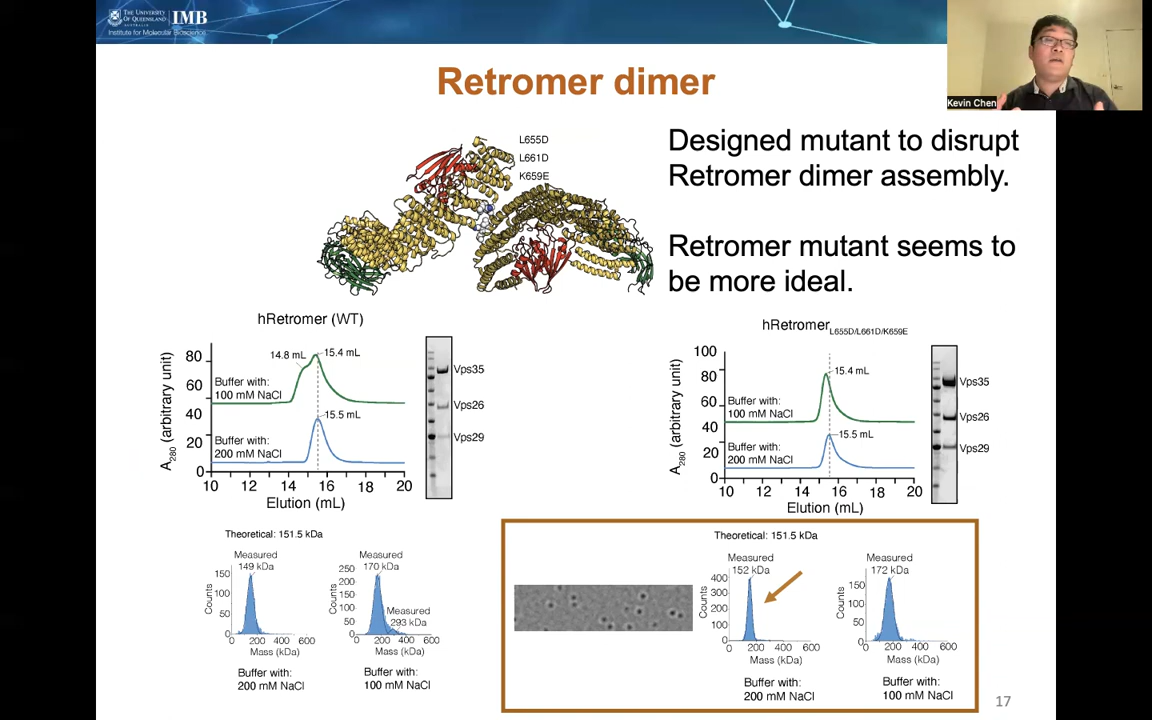 THE UNIVERSITY
OF QUEENSLAND
AUSTRALIA
IMB
Institute for Molecular Bioscience
Kevin Chen
Retromer dimer
L655D
L661D
K659E
Designed mutant to disrupt
Retromer dimer assembly.
Retromer mutant seems to
be more ideal.
hRetromer (WT)
A280 (arbitrary unit)
80
60
40
20
0
14.8 mL
15.4 mL
Buffer with:
100 mM NaCl
15.5 mL
Buffer with:
200 mM NaCl
10 12 14 16 18 20
Elution (mL)
Vps35
Vps26
Vps29
hRetromer L655D/L661D/K659E
A280 (arbitrary unit)
100
80
60
40
20
0
15.4 mL
Buffer with:
100 mM NaCl
15.5 mL
Buffer with:
200 mM NaCl
10 12 14 16 18 20
Elution (mL)
Vps35
Vps26
Vps29
Theoretical: 151.5 kDa
Measured
149 kDa
Counts
150
100
50
0
0 200 400 600
Mass (kDa)
Buffer with:
200 mM NaCl
Measured
170 kDa
Measured
293 kDa
Counts
250
200
150
100
50
0
0 200 400 600
Mass (kDa)
Buffer with:
100 mM NaCl
Theoretical: 151.5 kDa
Measured
152 kDa
Counts
400
300
200
100
0
0 200 400 600
Mass (kDa)
Buffer with:
200 mM NaCl
Measured
172 kDa
Counts
150
100
50
0
0 200 400 600
Mass (kDa)
Buffer with:
100 mM NaCl
17